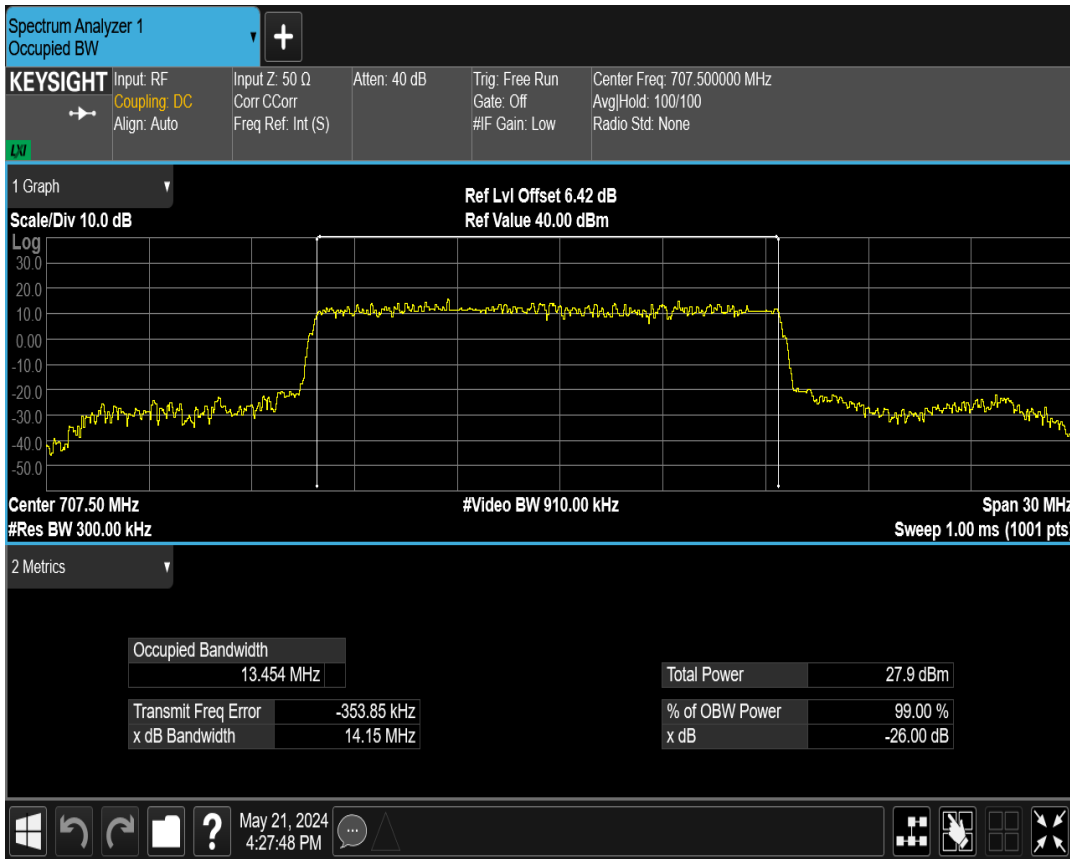 Spectrum Analyzer 1
Occupied BW
KEYSIGHT
Input: RF
Coupling: DC
Align: Auto
Input Z: 50 Ω
Corr CCorr
Freq Ref: Int (S)
Atten: 40 dB
Trig: Free Run
Gate: Off
#IF Gain: Low
Center Freq: 707.500000 MHz
Avg|Hold: 100/100
Radio Std: None
LXI
1 Graph
Scale/Div 10.0 dB
Ref Lvl Offset 6.42 dB
Ref Value 40.00 dBm
Log
30.0
20.0
10.0
0.00
-10.0
-20.0
-30.0
-40.0
-50.0
Center 707.50 MHz
#Video BW 910.00 kHz
Span 30 MHz
#Res BW 300.00 kHz
Sweep 1.00 ms (1001 pts)
2 Metrics
Occupied Bandwidth
13.454 MHz
Total Power 27.9 dBm
Transmit Freq Error -353.85 kHz
% of OBW Power 99.00 %
x dB Bandwidth 14.15 MHz
x dB -26.00 dB
May 21, 2024
4:27:48 PM